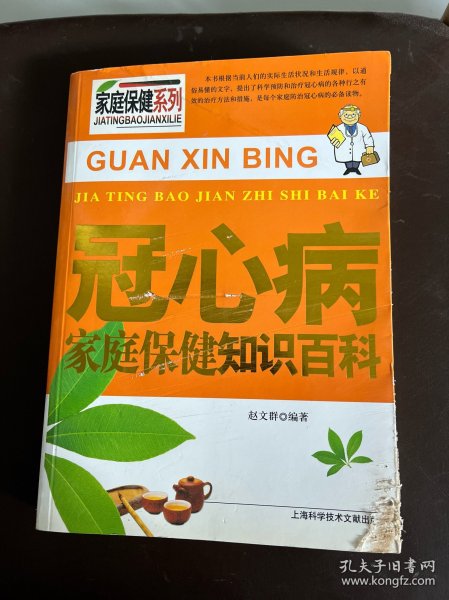 家庭保健系列
JIATINGBAOJIANXILIE
本书根据当前人们的实际生活状况和生活规律，以通
俗易懂的文字，提出了科学预防和治疗冠心病的各种行之有
效的治疗方法和措施，是每个家庭防治冠心病的必备读物。
GUAN XIN BING
JIA TING BAO JIAN ZHI SHI BAI KE
冠心病
家庭保健知识百科
赵文群◎编著
上海科学技术文献出
孔夫子旧书网
www.kongfz.com